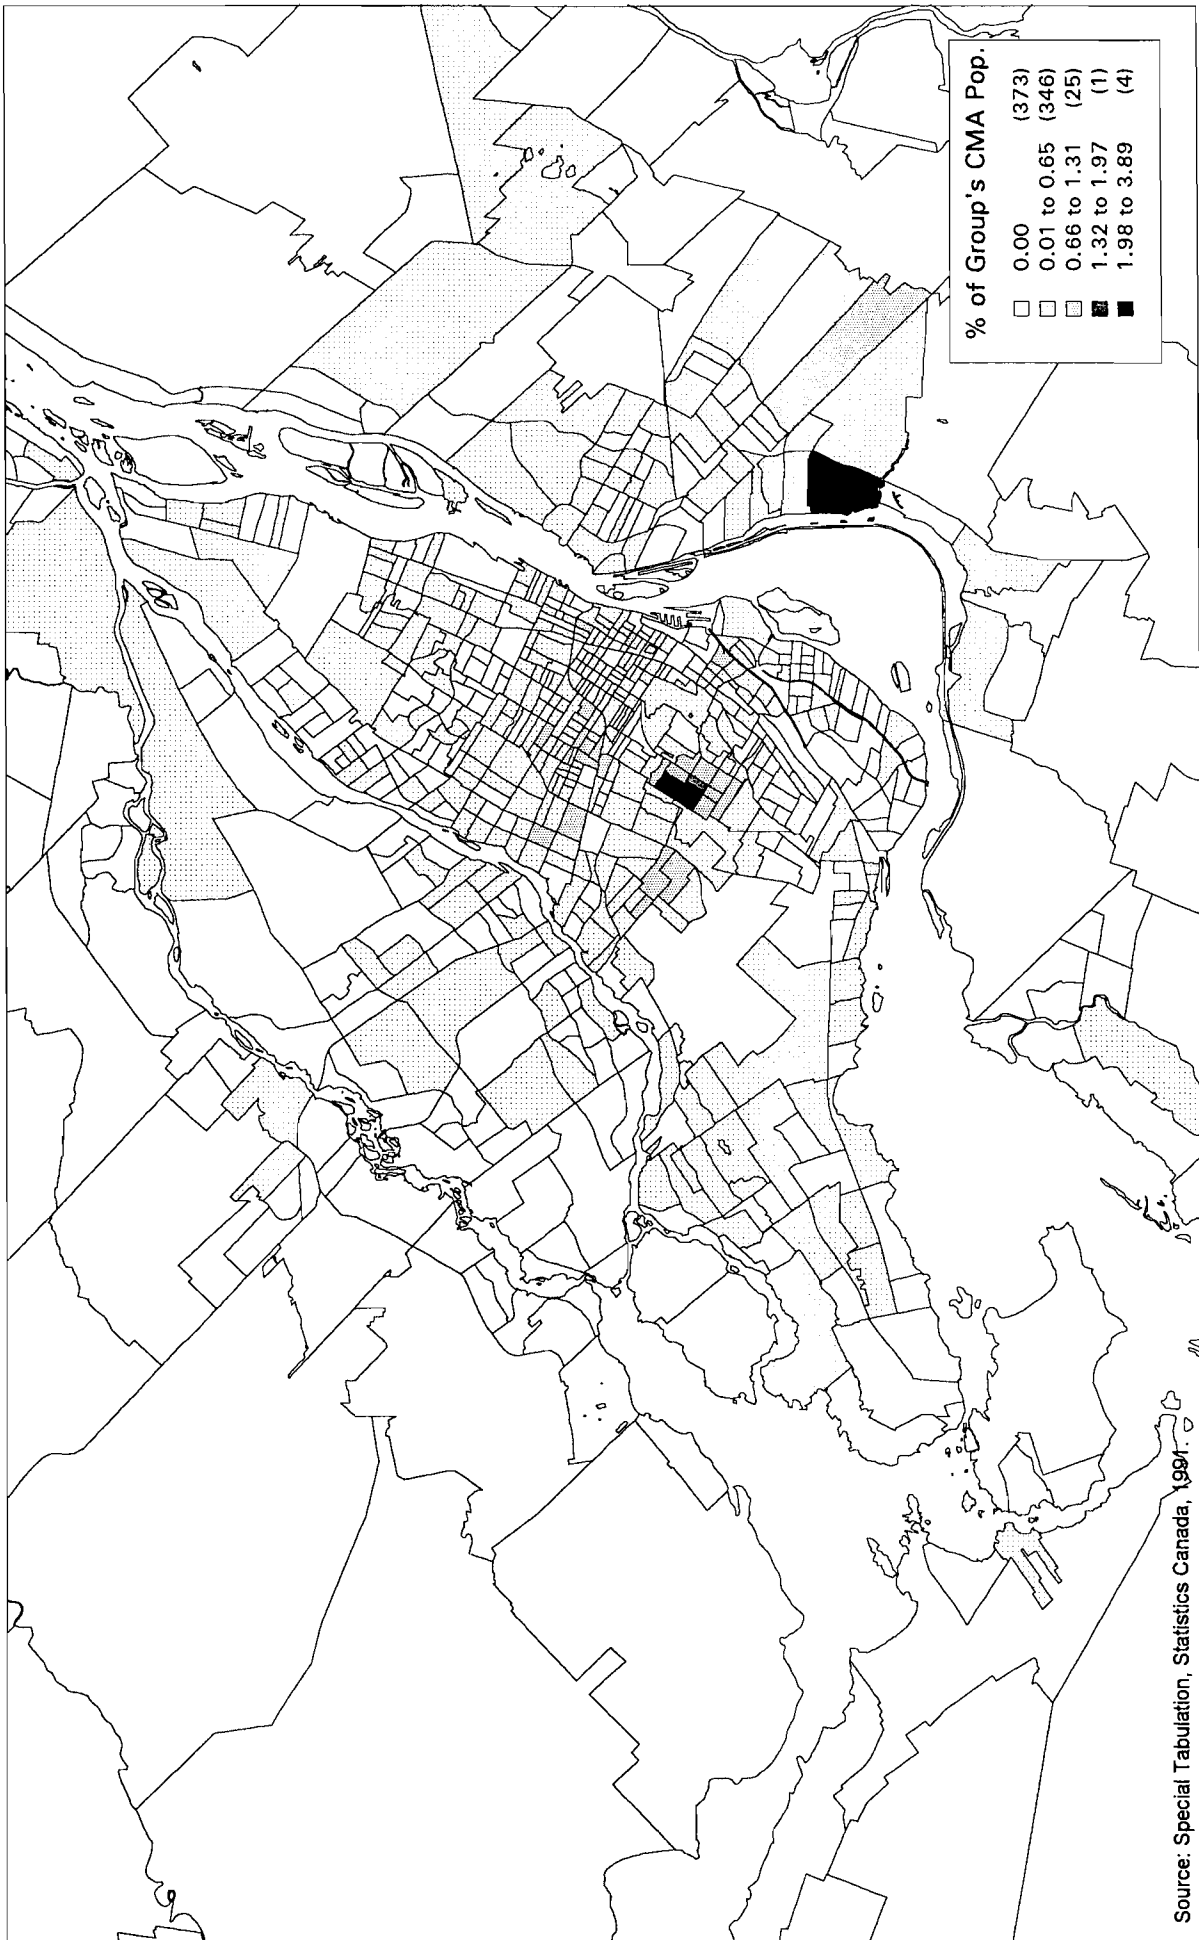 % of Group's CMA Pop.
0.00 (373)
0.01 to 0.65 (346)
0.66 to 1.31 (25)
1.32 to 1.97 (1)
1.98 to 3.89 (4)
Source: Special Tabulation, Statistics Canada, 1991.